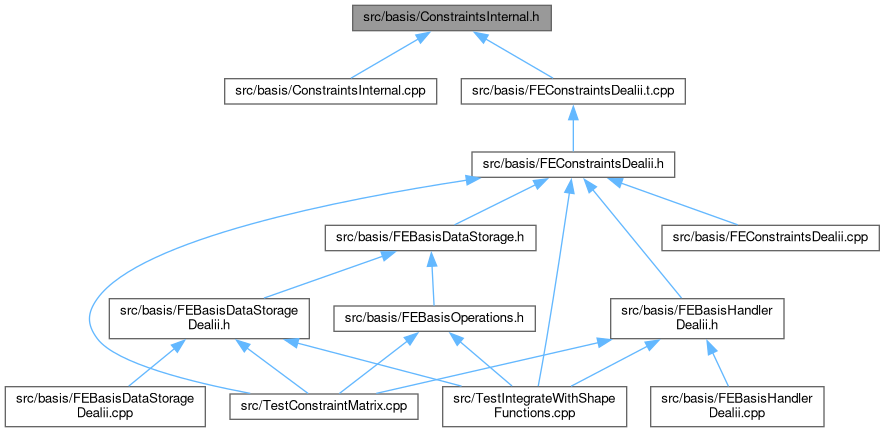 src/basis/ConstraintsInternal.h
src/basis/ConstraintsInternal.cpp
src/basis/FEConstraintsDealii.t.cpp
src/basis/FEConstraintsDealii.h
src/basis/FEBasisDataStorage.h
src/basis/FEConstraintsDealii.cpp
src/basis/FEBasisDataStorage
Dealii.h
src/basis/FEBasisOperations.h
src/basis/FEBasisHandler
Dealii.h
src/basis/FEBasisDataStorage
Dealii.cpp
src/TestConstraintMatrix.cpp
src/TestIntegrateWithShape
Functions.cpp
src/basis/FEBasisHandler
Dealii.cpp